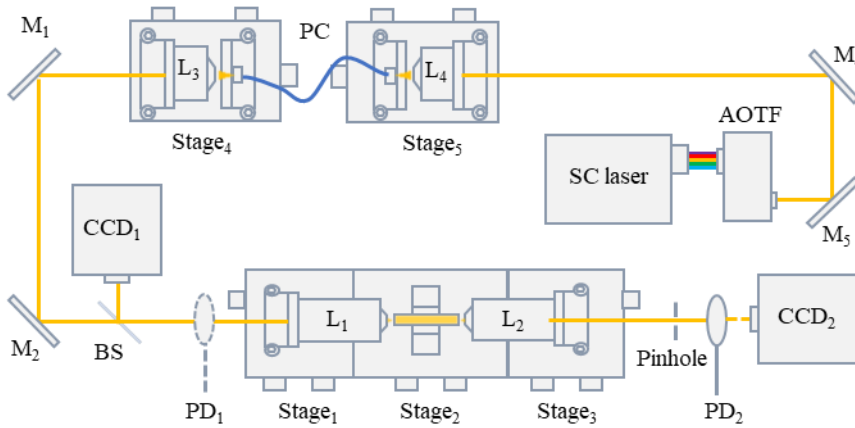 M₁
PC
L₃
L₄
M
Stage₄
Stage₅
AOTF
SC laser
CCD₁
M₅
M₂
BS
L₁
L₂
CCD₂
Pinhole
PD₁
Stage₁
Stage₂
Stage₃
PD₂